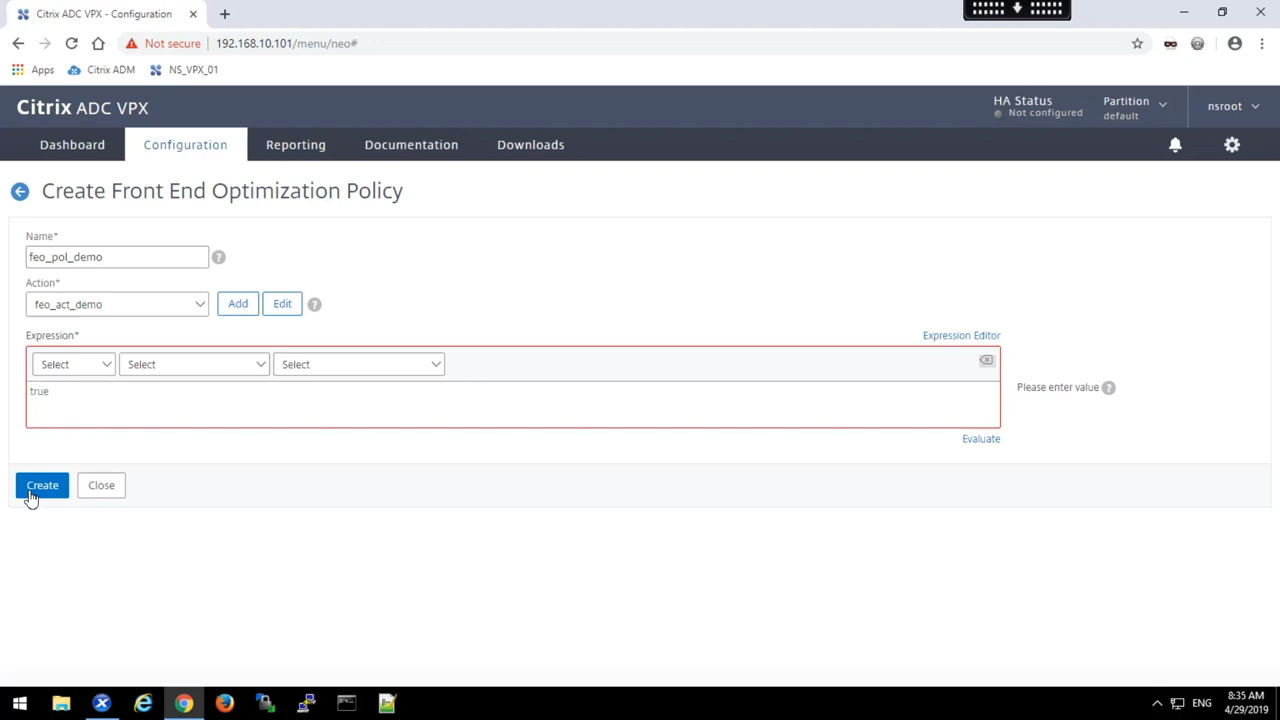 Citrix ADC VPX - Configuration
Not secure 192.168.10.101/menu/neo#
Apps Citrix ADM NS_VPX_01
Citrix ADC VPX
HA Status
Not configured
Partition
default
nsroot
Dashboard Configuration Reporting Documentation Downloads
Create Front End Optimization Policy
Name*
feo_pol_demo
Action*
feo_act_demo Add Edit
Expression* Expression Editor
Select Select Select
true
Please enter value
Evaluate
Create Close
ENG
8:35 AM
4/29/2019